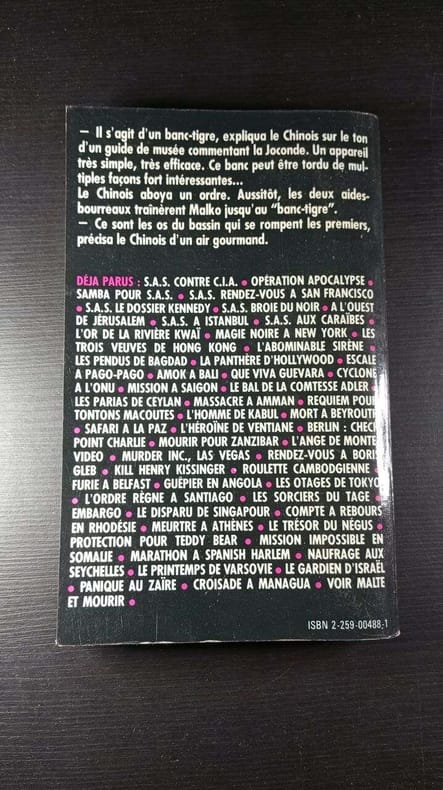 — Il s'agit d'un banc-tigre, expliqua le Chinois sur le ton
d'un guide de musée commentant la Joconde. Un appareil
très simple, très efficace. Ce banc peut être tordu de mul-
tiples façons fort intéressantes...
Le Chinois aboya un ordre. Aussitôt, les deux aides-
bourreaux traînèrent Malko jusqu'au "banc-tigre".
— Ce sont les os du bassin qui se rompent les premiers,
précisa le Chinois d'un air gourmand.
DÉJA PARUS : S.A.S. CONTRE C.I.A. • OPÉRATION APOCALYPSE •
SAMBA POUR S.A.S. • S.A.S. RENDEZ-VOUS A SAN FRANCISCO
• S.A.S. LE DOSSIER KENNEDY • S.A.S. BROIE DU NOIR • A L'OUEST
DE JÉRUSALEM • S.A.S. A ISTANBUL • S.A.S. AUX CARAÏBES •
L'OR DE LA RIVIÈRE KWAÏ • MAGIE NOIRE A NEW YORK • LES
TROIS VEUVES DE HONG KONG • L'ABOMINABLE SIRÈNE •
LES PENDUS DE BAGDAD • LA PANTHÈRE D'HOLLYWOOD • ESCALE
A PAGO-PAGO • AMOK A BALI • QUE VIVA GUEVARA • CYCLONE
A L'ONU • MISSION A SAIGON • LE BAL DE LA COMTESSE ADLER •
LES PARIAS DE CEYLAN • MASSACRE A AMMAN • REQUIEM POUR
TONTONS MACOUTES • L'HOMME DE KABUL • MORT A BEYROUTH
• SAFARI A LA PAZ • L'HÉROÏNE DE VENTIANE • BERLIN : CHECK
POINT CHARLIE • MOURIR POUR ZANZIBAR • L'ANGE DE MONTE
VIDEO • MURDER INC., LAS VEGAS • RENDEZ-VOUS A BORIS
GLEB • KILL HENRY KISSINGER • ROULETTE CAMBODGIENNE •
FURIE A BELFAST • GUÊPIER EN ANGOLA • LES OTAGES DE TOKYO
• L'ORDRE RÈGNE A SANTIAGO • LES SORCIERS DU TAGE •
EMBARGO • LE DISPARU DE SINGAPOUR • COMPTE A REBOURS
EN RHODÉSIE • MEURTRE A ATHÈNES • LE TRÉSOR DU NÉGUS •
PROTECTION POUR TEDDY BEAR • MISSION IMPOSSIBLE EN
SOMALIE • MARATHON A SPANISH HARLEM • NAUFRAGE AUX
SEYCHELLES • LE PRINTEMPS DE VARSOVIE • LE GARDIEN D'ISRAËL
• PANIQUE AU ZAÏRE • CROISADE A MANAGUA • VOIR MALTE
ET MOURIR •
ISBN 2-259-00488-1